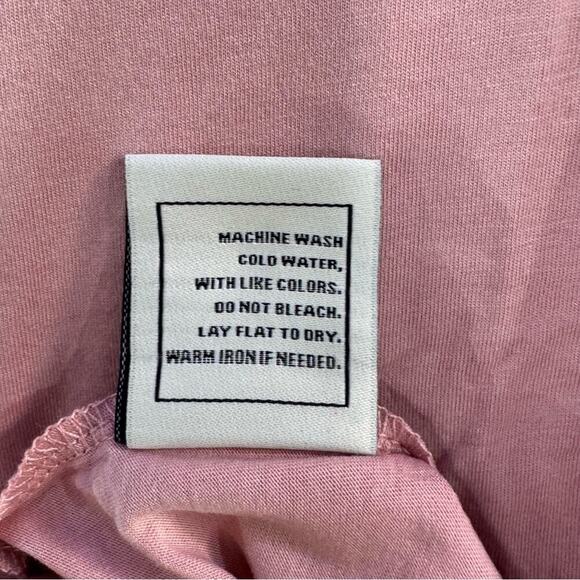 MACHINE WASH
COLD WATER,
WITH LIKE COLORS.
DO NOT BLEACH.
LAY FLAT TO DRY.
WARM IRON IF NEEDED.